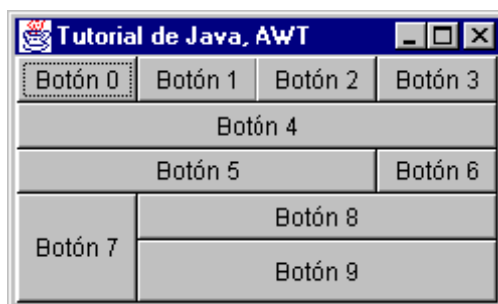 Tutorial de Java, AWT
Botón 0 Botón 1 Botón 2 Botón 3
Botón 4
Botón 5 Botón 6
Botón 7
Botón 8
Botón 9